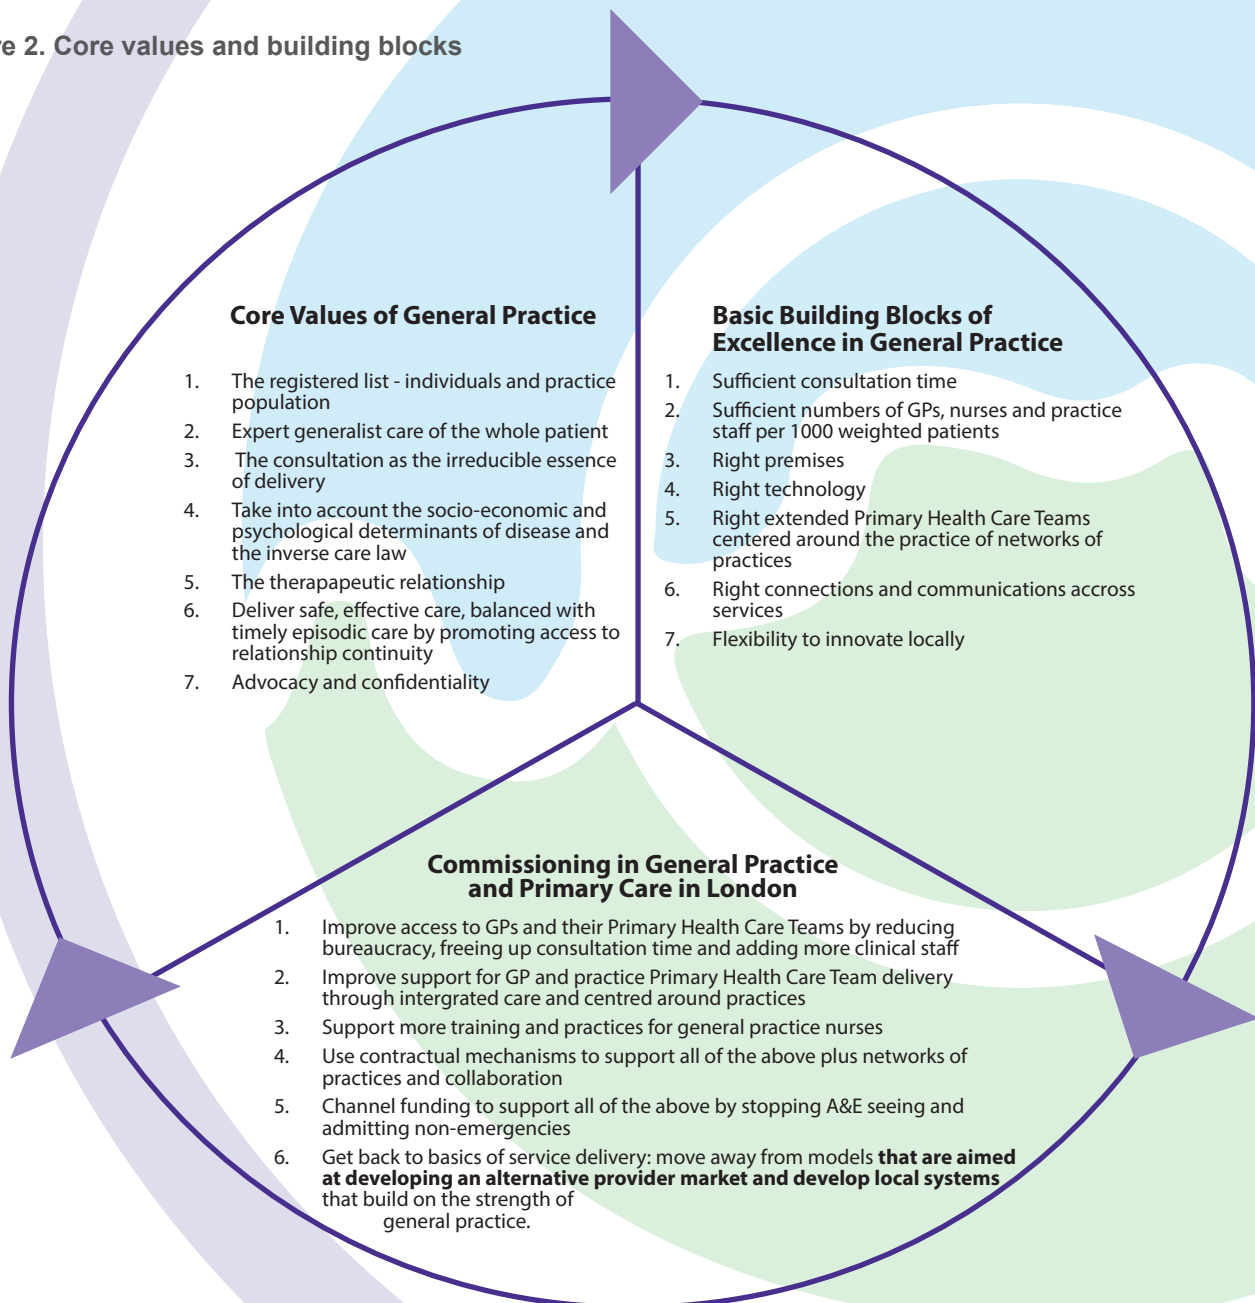 re 2. Core values and building blocks
Core Values of General Practice
1. The registered list - individuals and practice
population
2. Expert generalist care of the whole patient
3. The consultation as the irreducible essence
of delivery
4. Take into account the socio-economic and
psychological determinants of disease and
the inverse care law
5. The therapapeutic relationship
6. Deliver safe, effective care, balanced with
timely episodic care by promoting access to
relationship continuity
7. Advocacy and confidentiality
Basic Building Blocks of
Excellence in General Practice
1. Sufficient consultation time
2. Sufficient numbers of GPs, nurses and practice
staff per 1000 weighted patients
3. Right premises
4. Right technology
5. Right extended Primary Health Care Teams
centered around the practice of networks of
practices
6. Right connections and communications accross
services
7. Flexibility to innovate locally
Commissioning in General Practice
and Primary Care in London
1. Improve access to GPs and their Primary Health Care Teams by reducing
bureaucracy, freeing up consultation time and adding more clinical staff
2. Improve support for GP and practice Primary Health Care Team delivery
through intergrated care and centred around practices
3. Support more training and practices for general practice nurses
4. Use contractual mechanisms to support all of the above plus networks of
practices and collaboration
5. Channel funding to support all of the above by stopping A&E seeing and
admitting non-emergencies
6. Get back to basics of service delivery: move away from models that are aimed
at developing an alternative provider market and develop local systems
that build on the strength of
general practice.